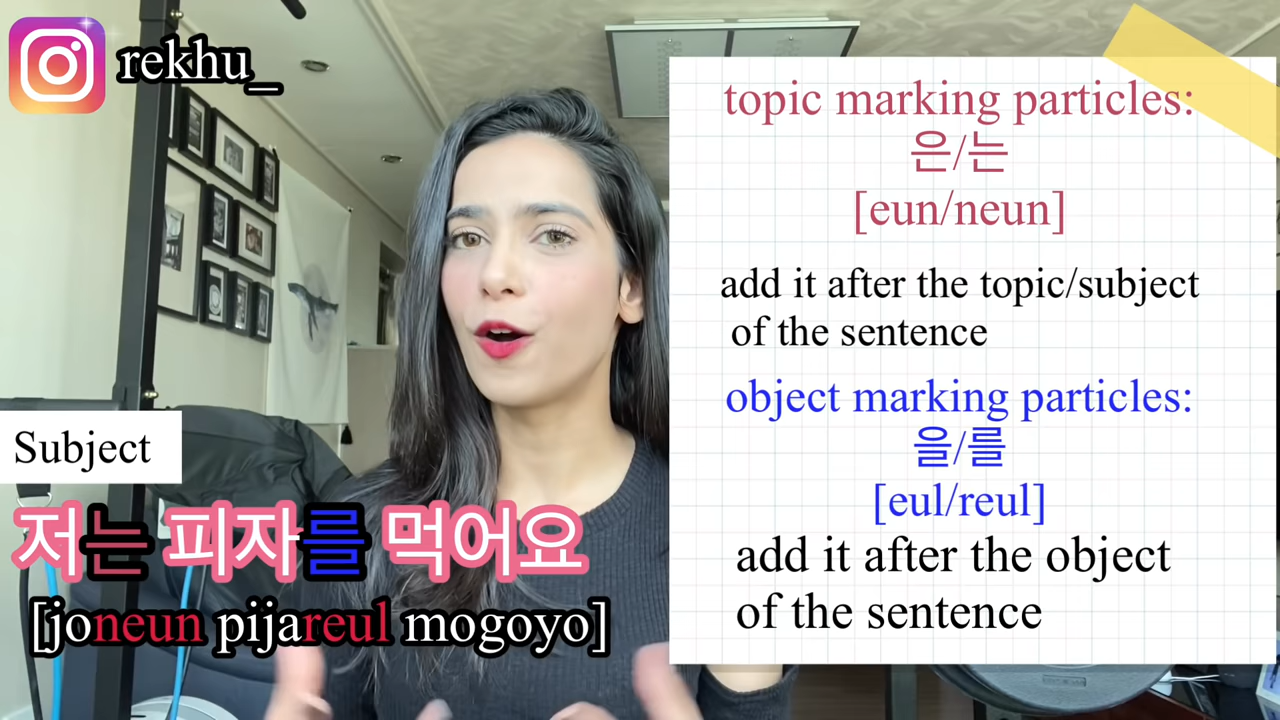 rekhu_
topic marking particles:
은/는
[eun/neun]
add it after the topic/subject
of the sentence
object marking particles:
을/를
[eul/reul]
add it after the object
of the sentence
Subject
저는 피자를 먹어요
[joneun pijareul mogoyo]